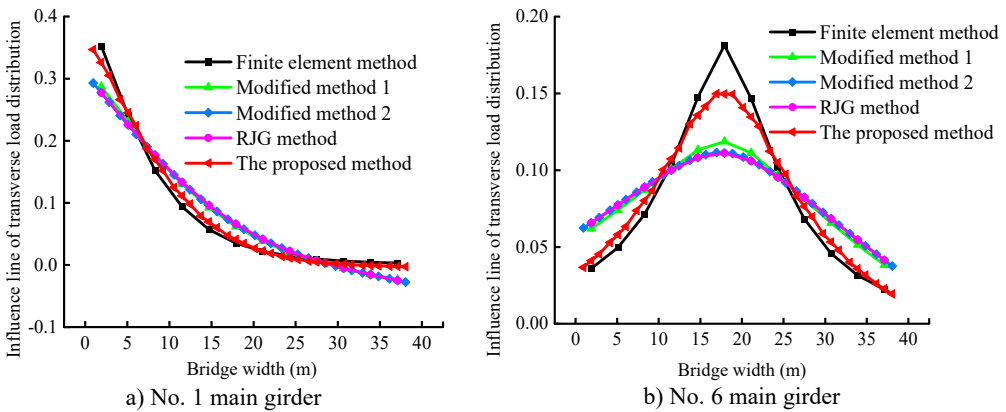 Influence line of transverse load distribution
0.4
0.3
0.2
0.1
0.0
-0.1
Finite element method
Modified method 1
Modified method 2
RJG method
The proposed method
0 5 10 15 20 25 30 35 40
Bridge width (m)
a) No. 1 main girder
Influence line of transverse load distribution
0.20
0.15
0.10
0.05
0.00
Finite element method
Modified method 1
Modified method 2
RJG method
The proposed method
0 5 10 15 20 25 30 35 40
Bridge width (m)
b) No. 6 main girder